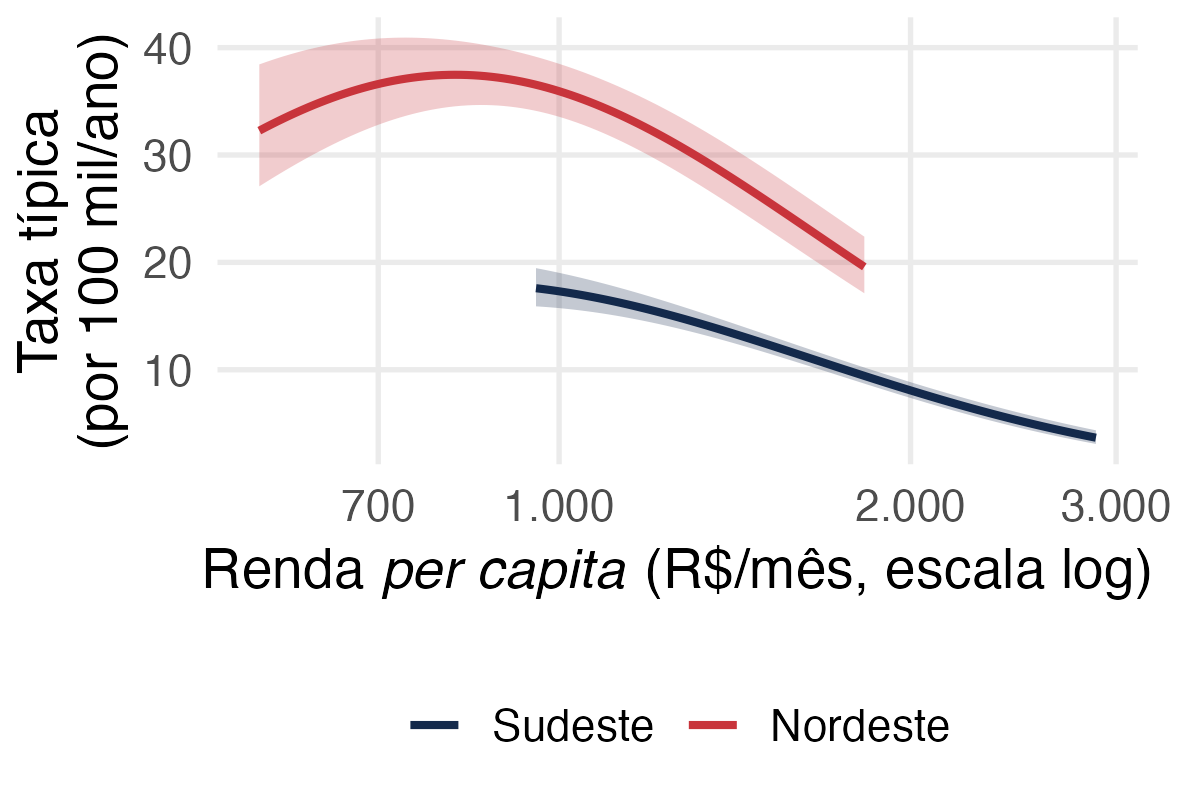 Taxa típica
(por 100 mil/ano)
40
30
20
10
700
1.000
2.000
3.000
Renda per capita (R$/mês, escala log)
Sudeste
Nordeste